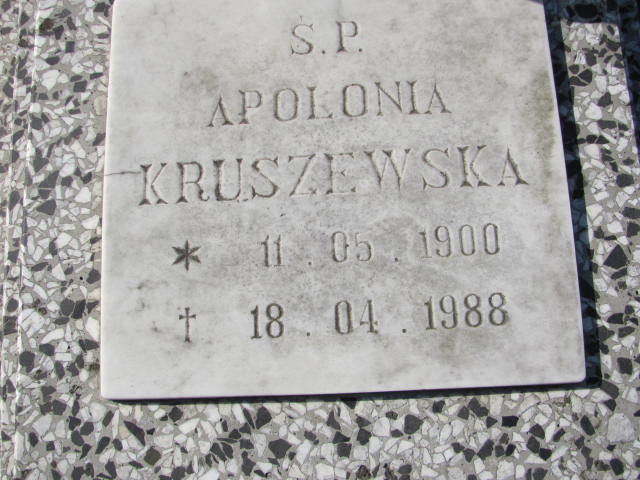 Ś.P.
APOLONIA
KRUSZEWSKA
* 11.05.1900
† 18.04.1988